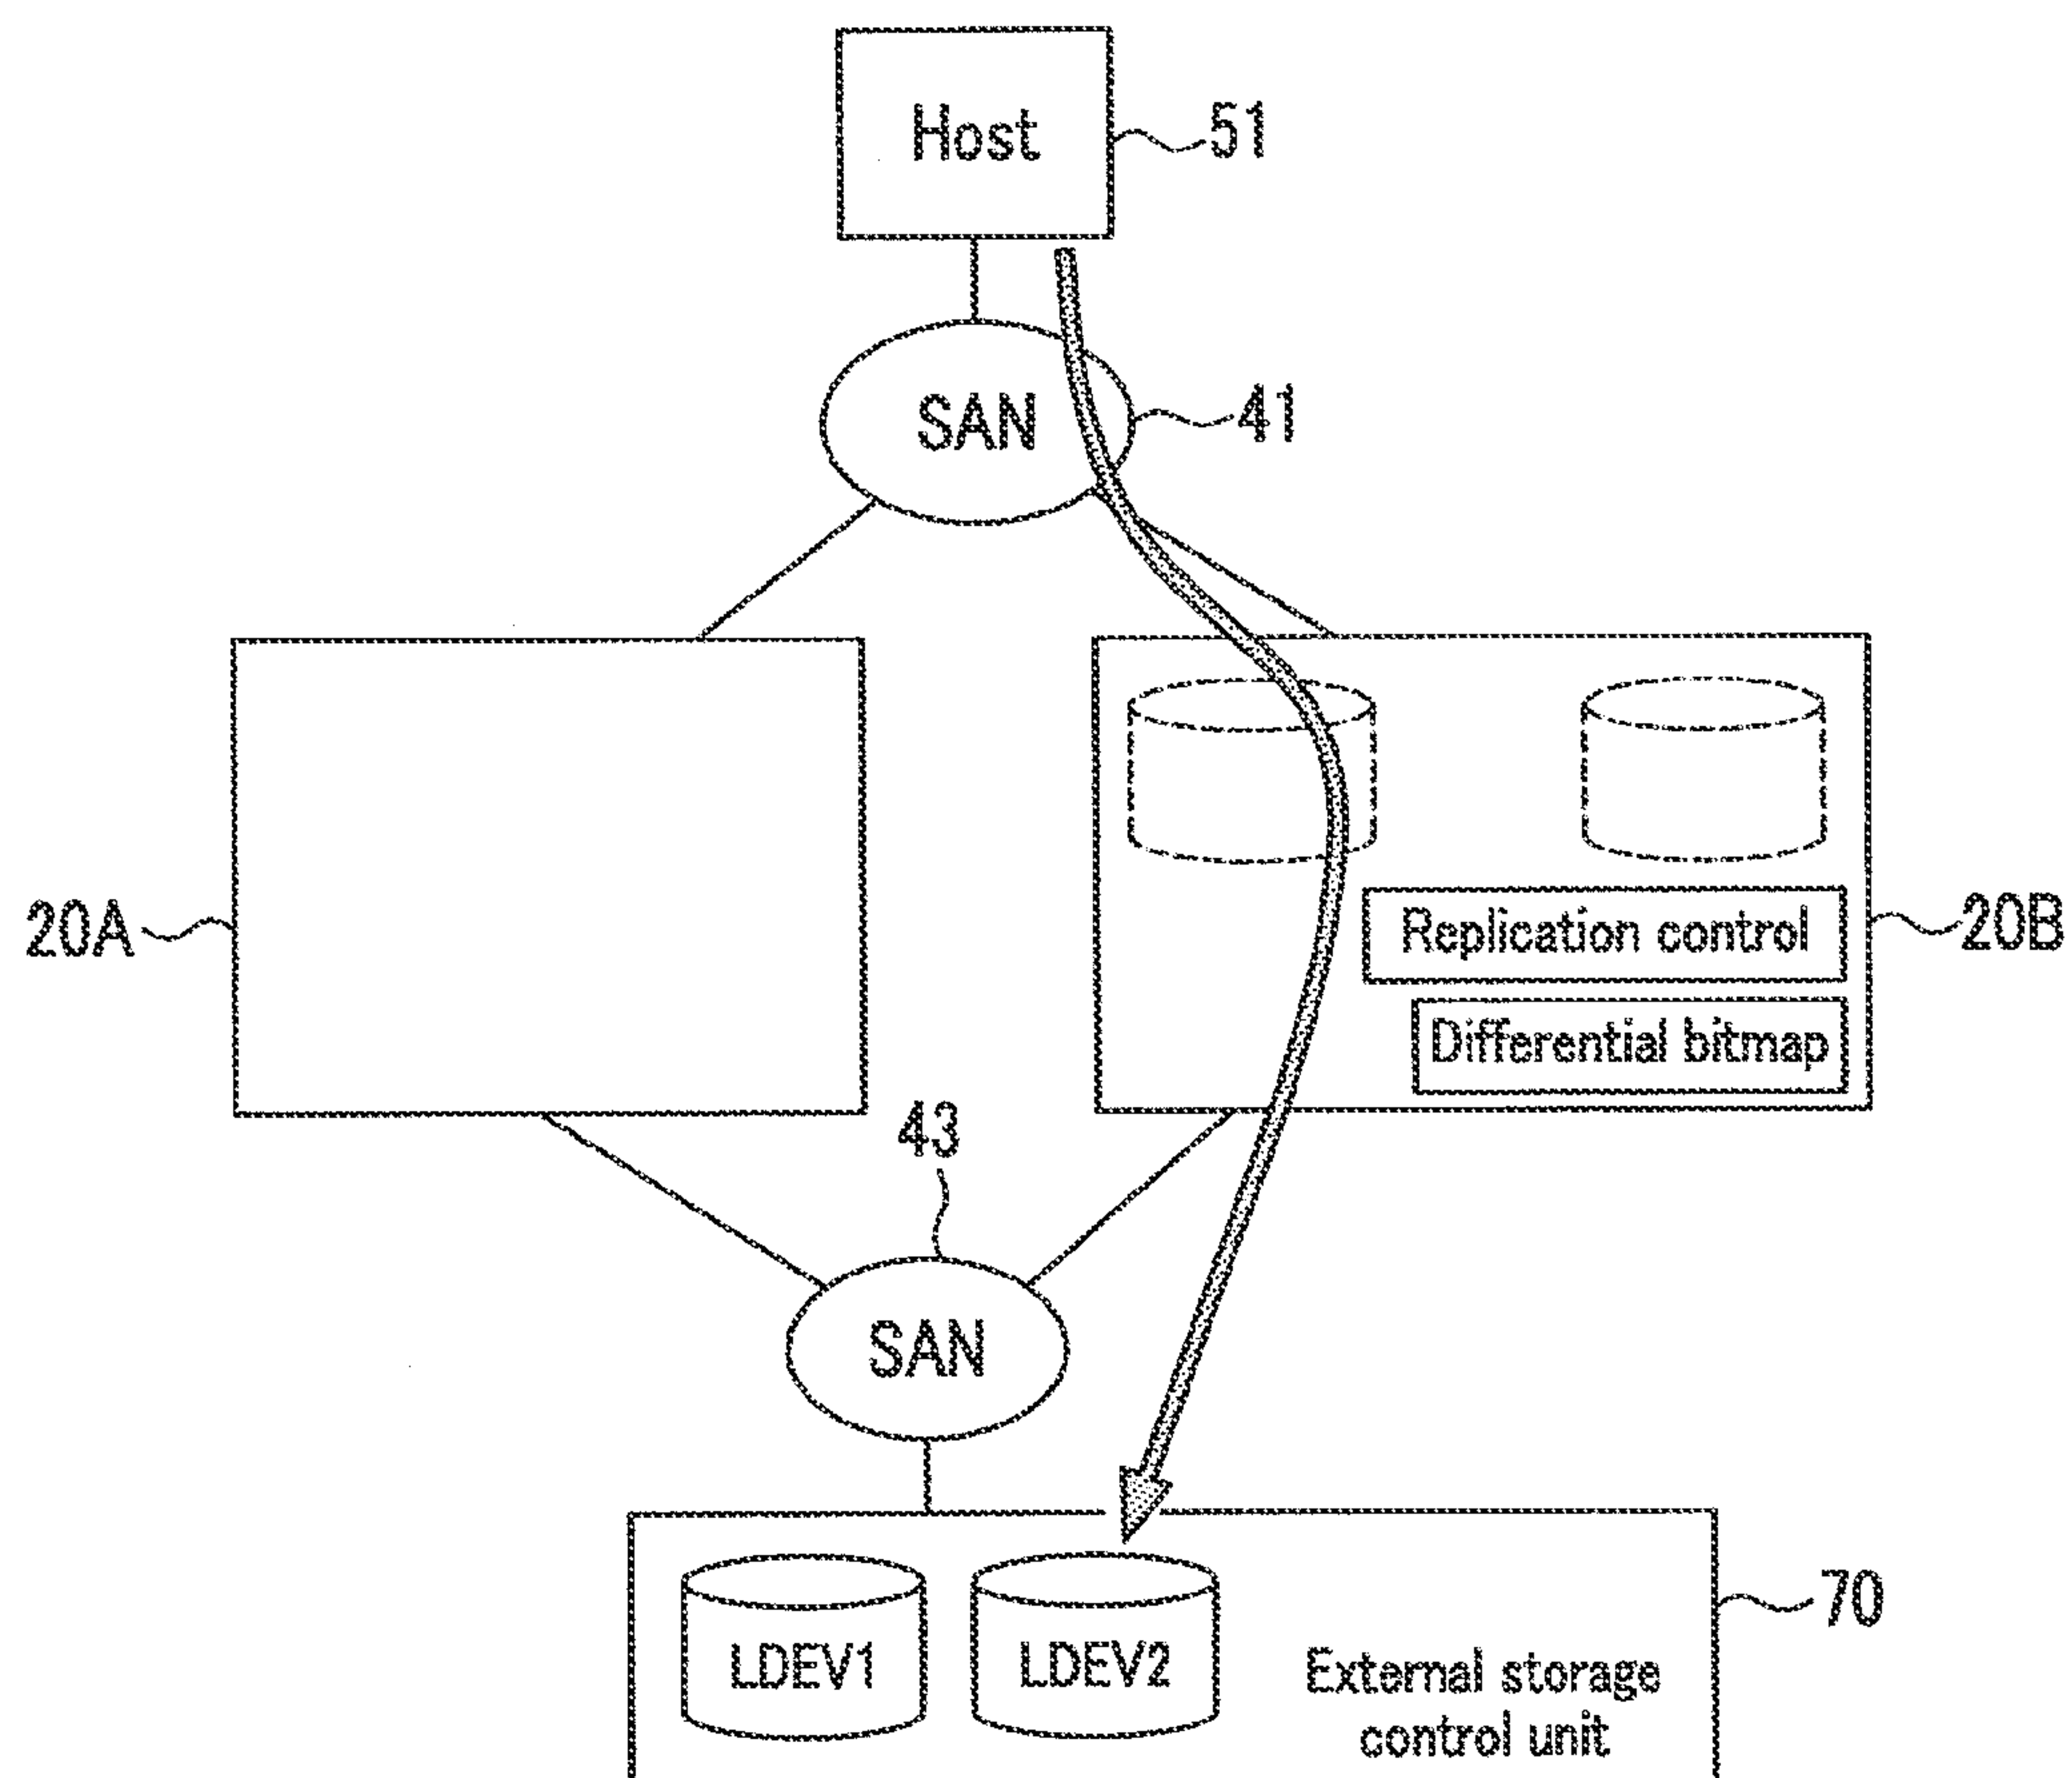 Host
51
SAN
41
20A
Replication control
20B
Differential bitmap
43
SAN
70
LDEV1
LDEV2
External storage
control unit